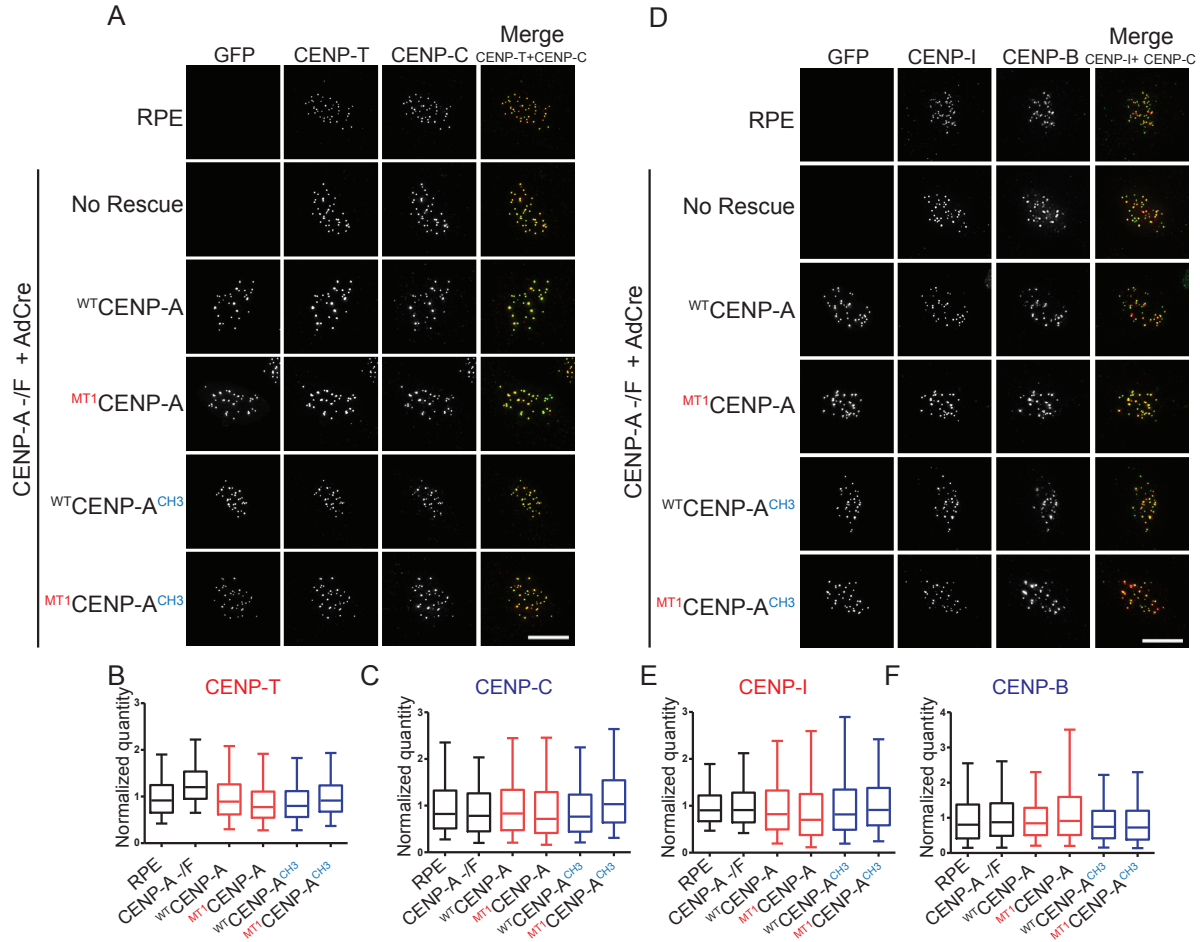 A
GFP CENP-T CENP-C Merge
CENP-T+CENP-C
RPE
No Rescue
WTCENP-A
MT1CENP-A
WTCENP-ACH3
MT1CENP-ACH3
CENP-A -/F + AdCre
D
GFP CENP-I CENP-B Merge
CENP-I+ CENP-C
RPE
No Rescue
WTCENP-A
MT1CENP-A
WTCENP-ACH3
MT1CENP-ACH3
CENP-A -/F + AdCre
B
CENP-T
Normalized quantity
3
2
1
0
RPE
CENP-A -/F
WTCENP-A
MT1CENP-A
WTCENP-ACH3
MT1CENP-ACH3
C
CENP-C
Normalized quantity
3
2
1
0
RPE
CENP-A -/F
WTCENP-A
MT1CENP-A
WTCENP-ACH3
MT1CENP-ACH3
E
CENP-I
Normalized quantity
3
2
1
0
RPE
CENP-A -/F
WTCENP-A
MT1CENP-A
WTCENP-ACH3
MT1CENP-ACH3
F
CENP-B
Normalized quantity
4
3
2
1
0
RPE
CENP-A -/F
WTCENP-A
MT1CENP-A
WTCENP-ACH3
MT1CENP-ACH3